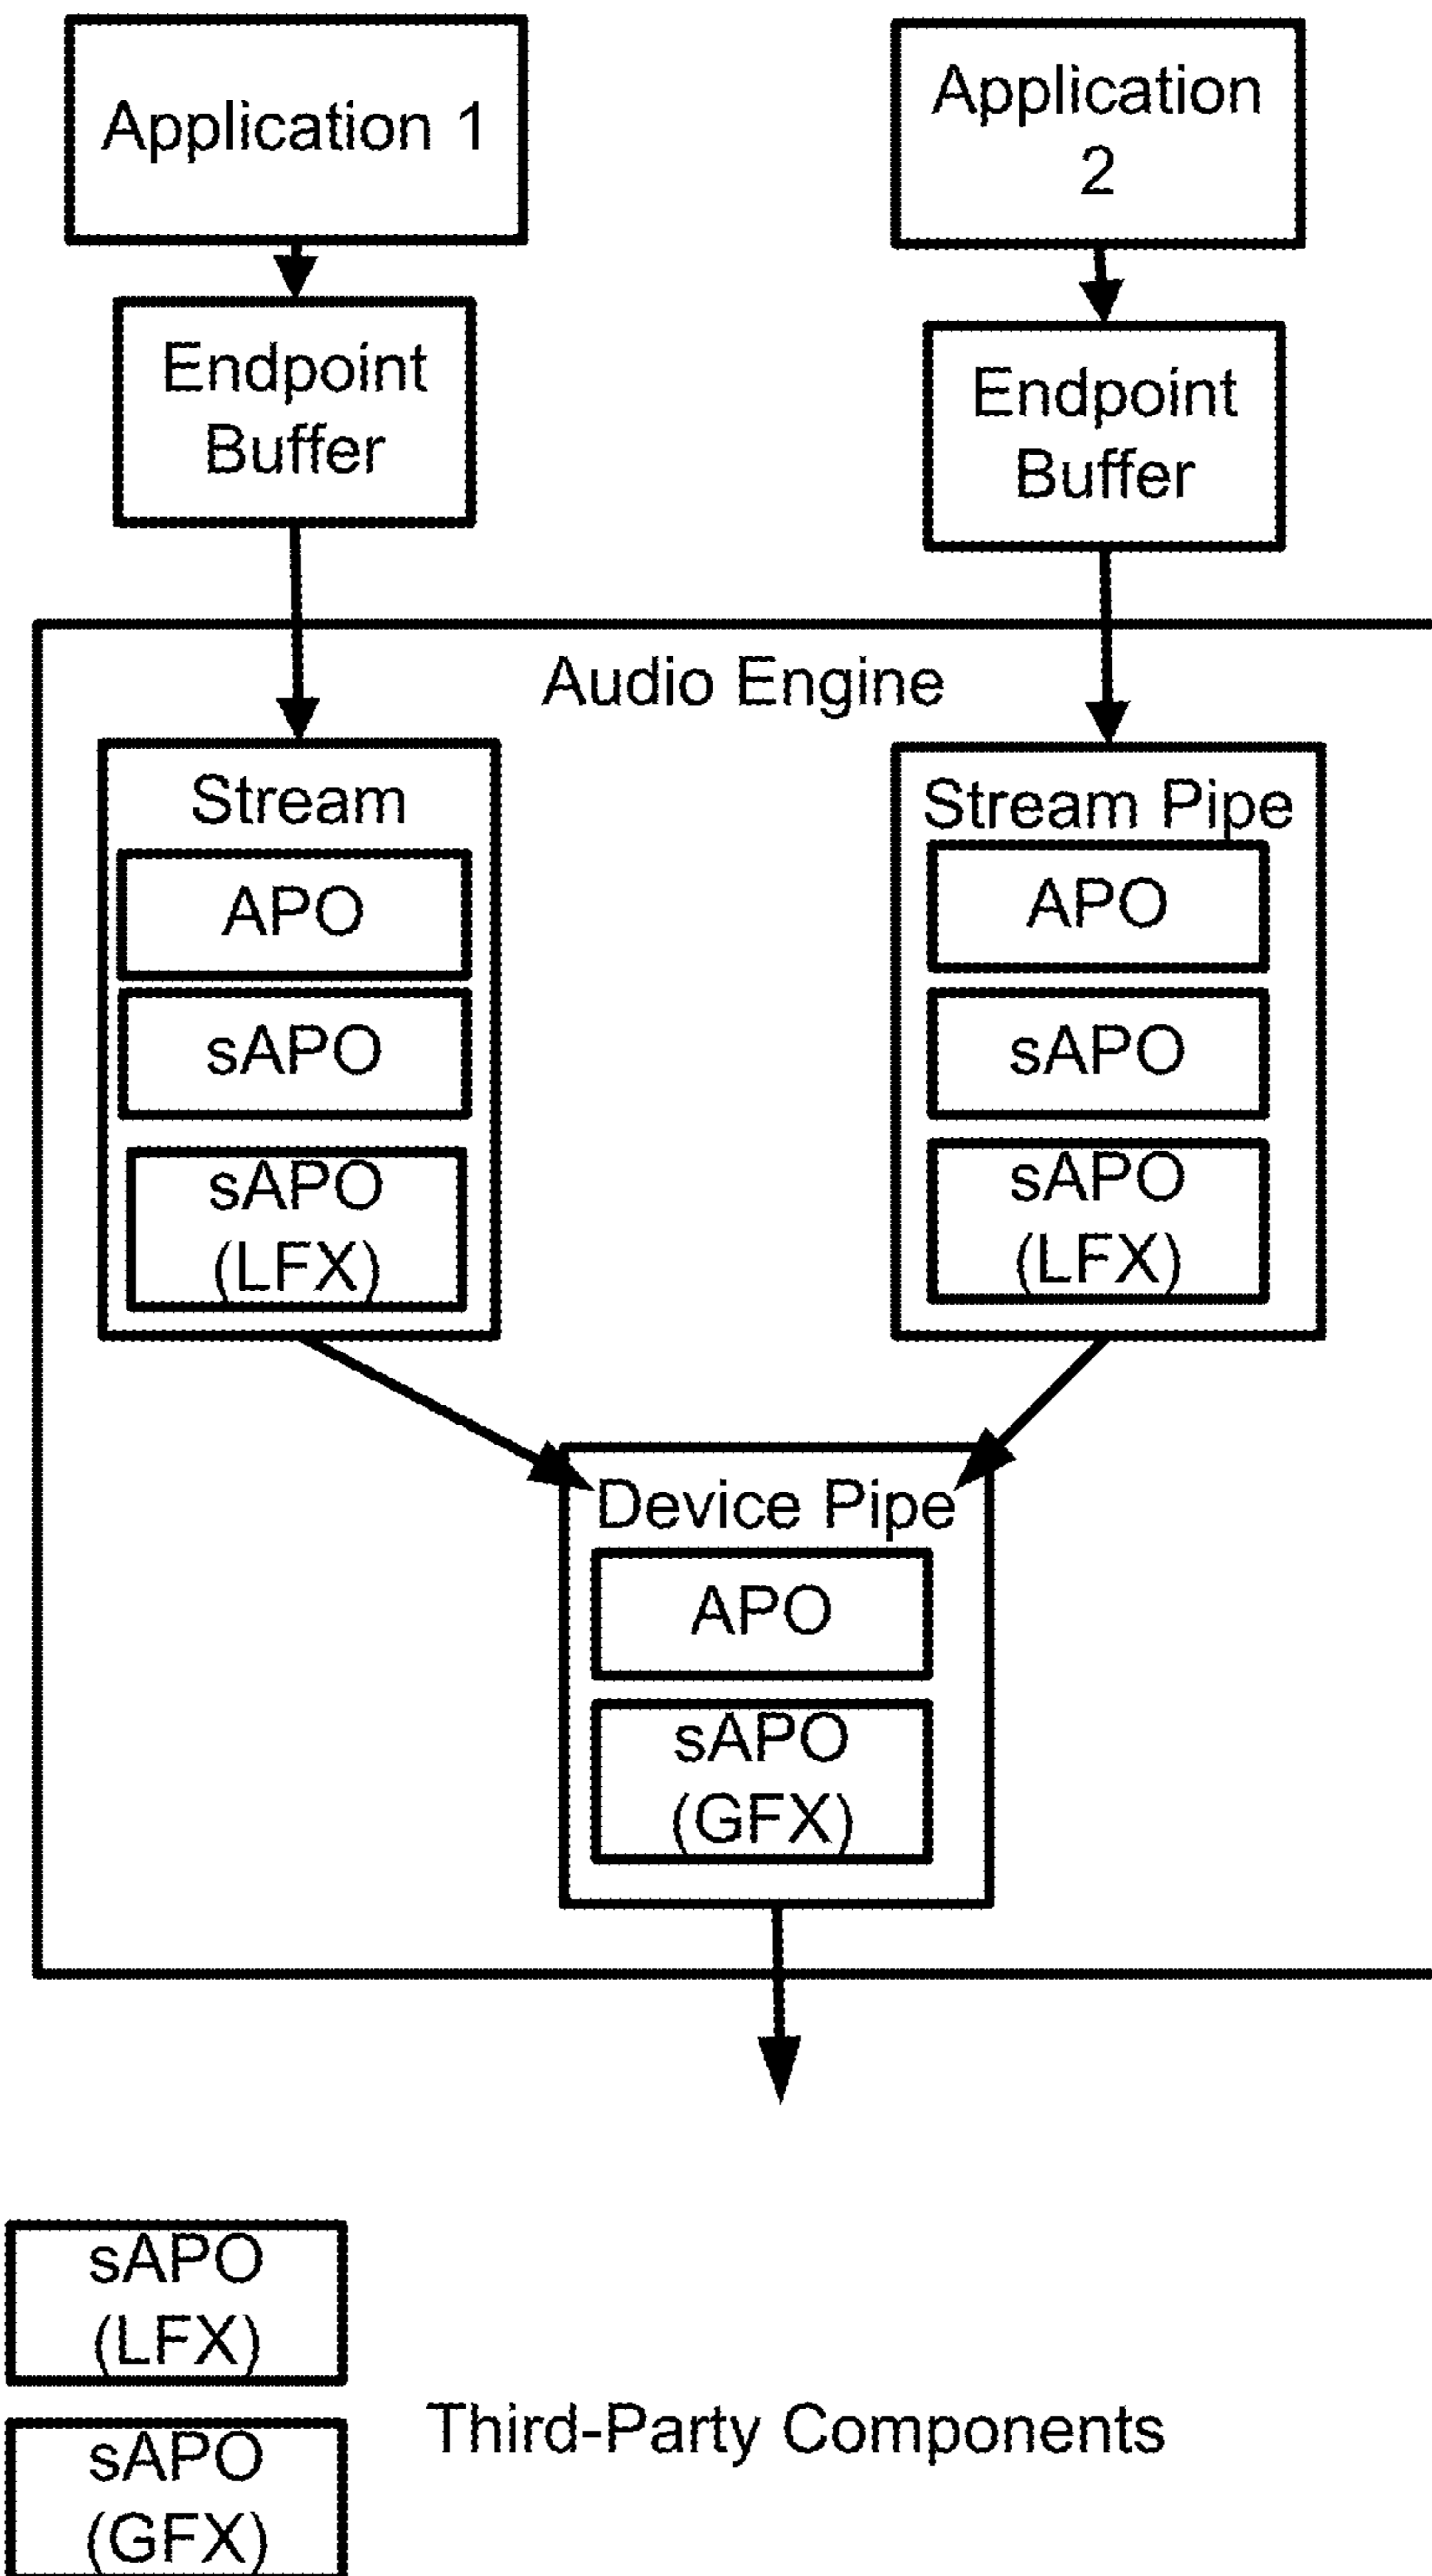 Application 1
Application
2
Endpoint
Buffer
Endpoint
Buffer
Audio Engine
Stream
APO
sAPO
sAPO
(LFX)
Stream Pipe
APO
sAPO
sAPO
(LFX)
Device Pipe
APO
sAPO
(GFX)
sAPO
(LFX)
sAPO
(GFX)
Third-Party Components